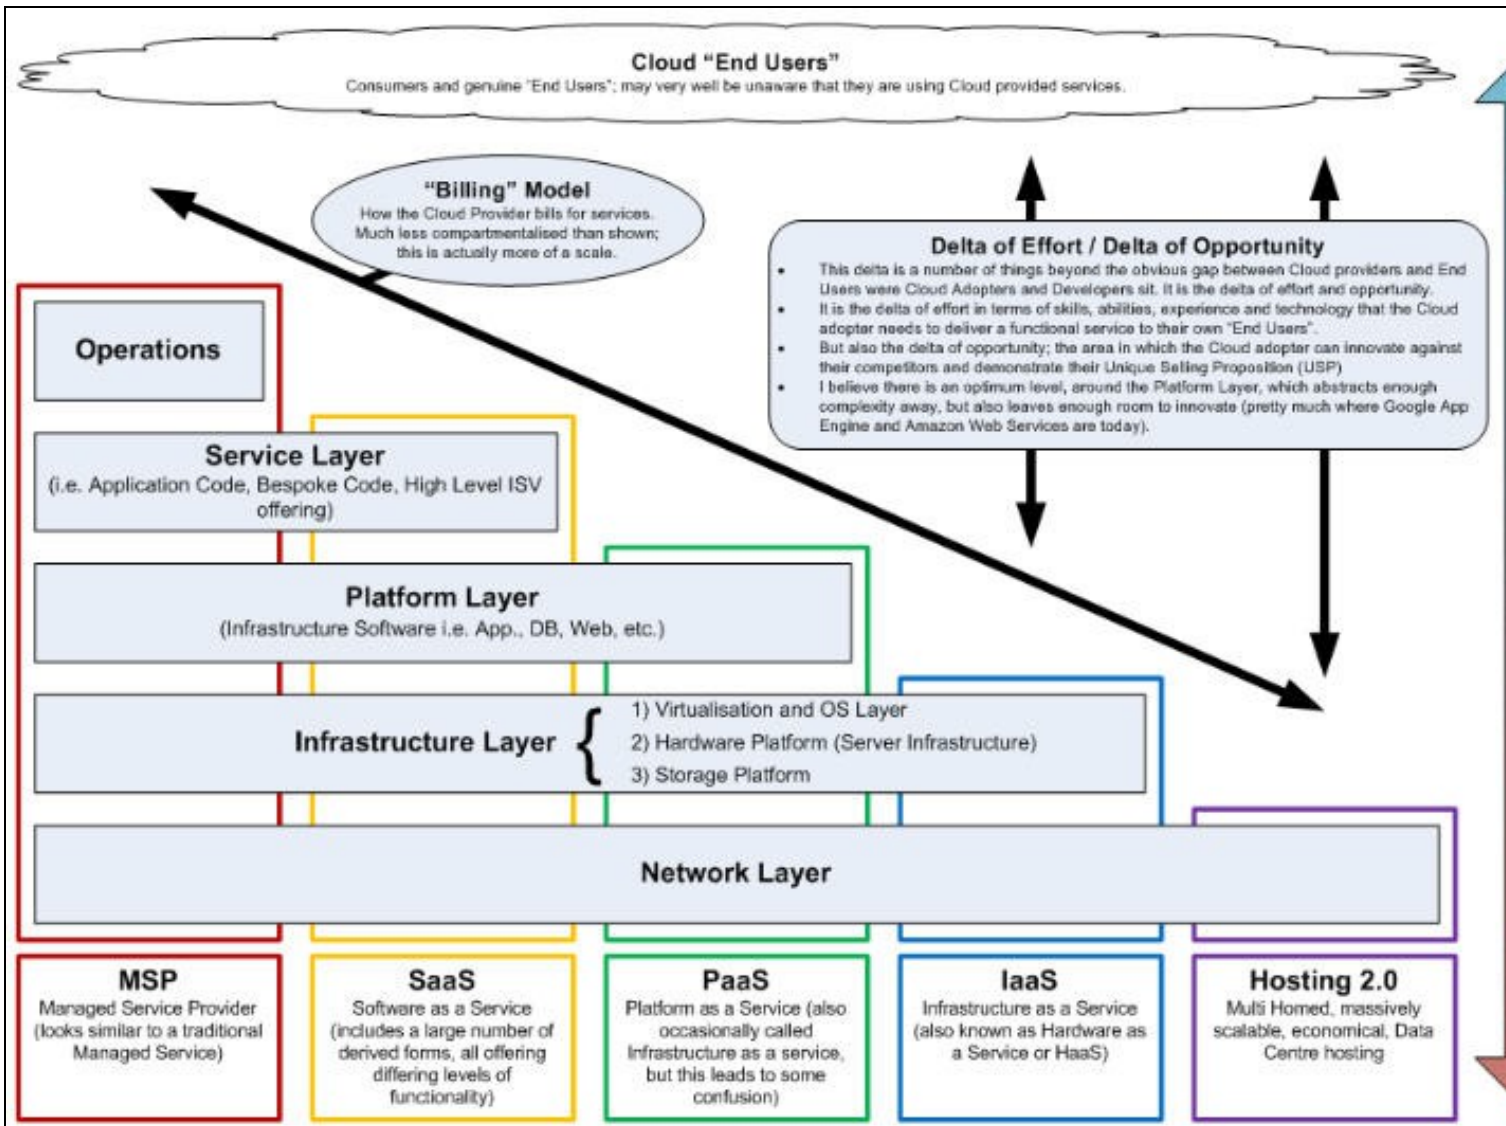 Cloud “End Users”
Consumers and genuine “End Users”; may very well be unaware that they are using Cloud provided services.
“Billing” Model
How the Cloud Provider bills for services.
Much less compartmentalised than shown;
this is actually more of a scale.
Delta of Effort / Delta of Opportunity
• This delta is a number of things beyond the obvious gap between Cloud providers and End
Users were Cloud Adopters and Developers sit. It is the delta of effort and opportunity.
• It is the delta of effort in terms of skills, abilities, experience and technology that the Cloud
adopter needs to deliver a functional service to their own “End Users”.
• But also the delta of opportunity; the area in which the Cloud adopter can innovate against
their competitors and demonstrate their Unique Selling Proposition (USP)
• I believe there is an optimum level, around the Platform Layer, which abstracts enough
complexity away, but also leaves enough room to innovate (pretty much where Google App
Engine and Amazon Web Services are today).
Operations
Service Layer
(i.e. Application Code, Bespoke Code, High Level ISV
offering)
Platform Layer
(Infrastructure Software i.e. App., DB, Web, etc.)
Infrastructure Layer
1) Virtualisation and OS Layer
2) Hardware Platform (Server Infrastructure)
3) Storage Platform
Network Layer
MSP
Managed Service Provider
(looks similar to a traditional
Managed Service)
SaaS
Software as a Service
(includes a large number of
derived forms, all offering
differing levels of
functionality)
PaaS
Platform as a Service (also
occasionally called
Infrastructure as a service,
but this leads to some
confusion)
IaaS
Infrastructure as a Service
(also known as Hardware as
a Service or HaaS)
Hosting 2.0
Multi Homed, massively
scalable, economical, Data
Centre hosting